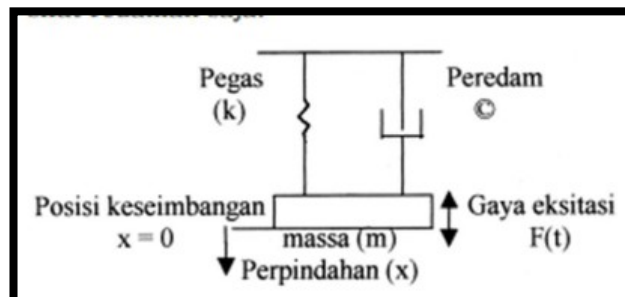 Pegas
(k)
Peredam
©
Posisi keseimbangan
x = 0
massa (m)
Gaya eksitasi
F(t)
Perpindahan (x)